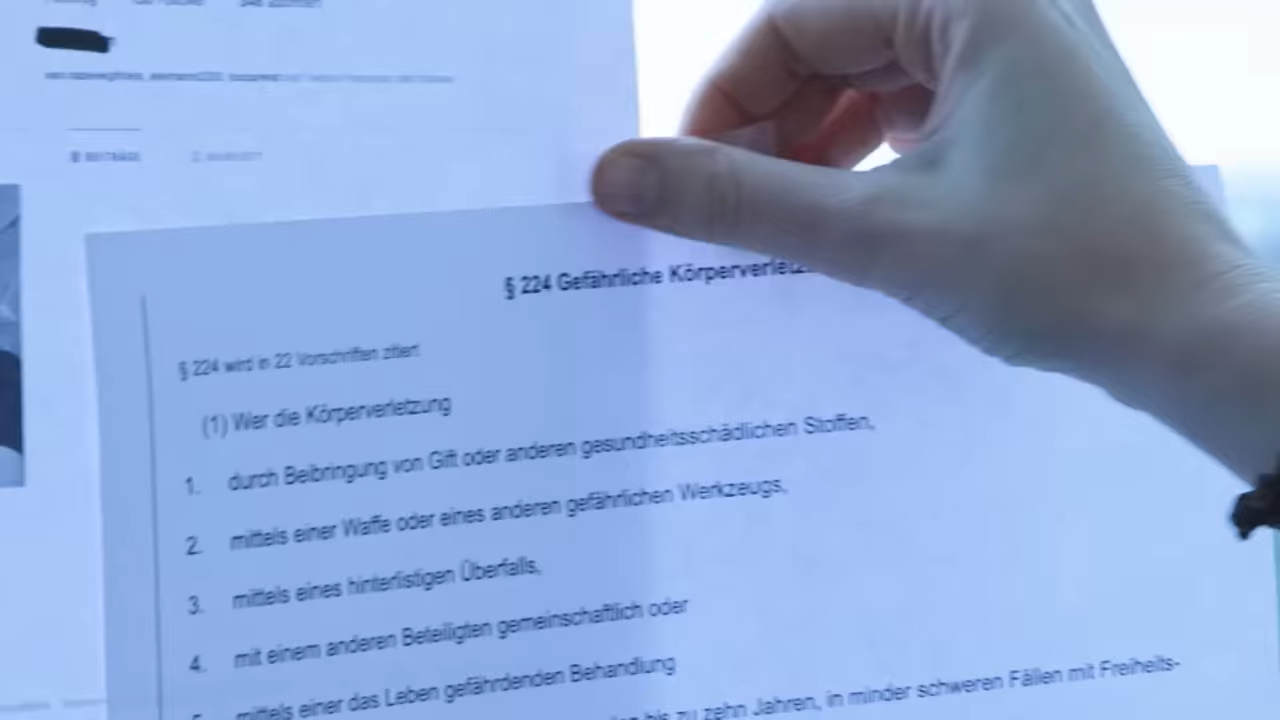 BEITRÄGE
§ 224 Gefährliche Körperverletz
§ 224 wird in 22 Vorschriften zitiert
(1) Wer die Körperverletzung
1. durch Beibringung von Gift oder anderen gesundheitsschädlichen Stoffen,
2. mittels einer Waffe oder eines anderen gefährlichen Werkzeugs,
3. mittels eines hinterlistigen Überfalls,
4. mit einem anderen Beteiligten gemeinschaftlich oder
5. mittels einer das Leben gefährdenden Behandlung
bis zu zehn Jahren, in minder schweren Fällen mit Freiheits-